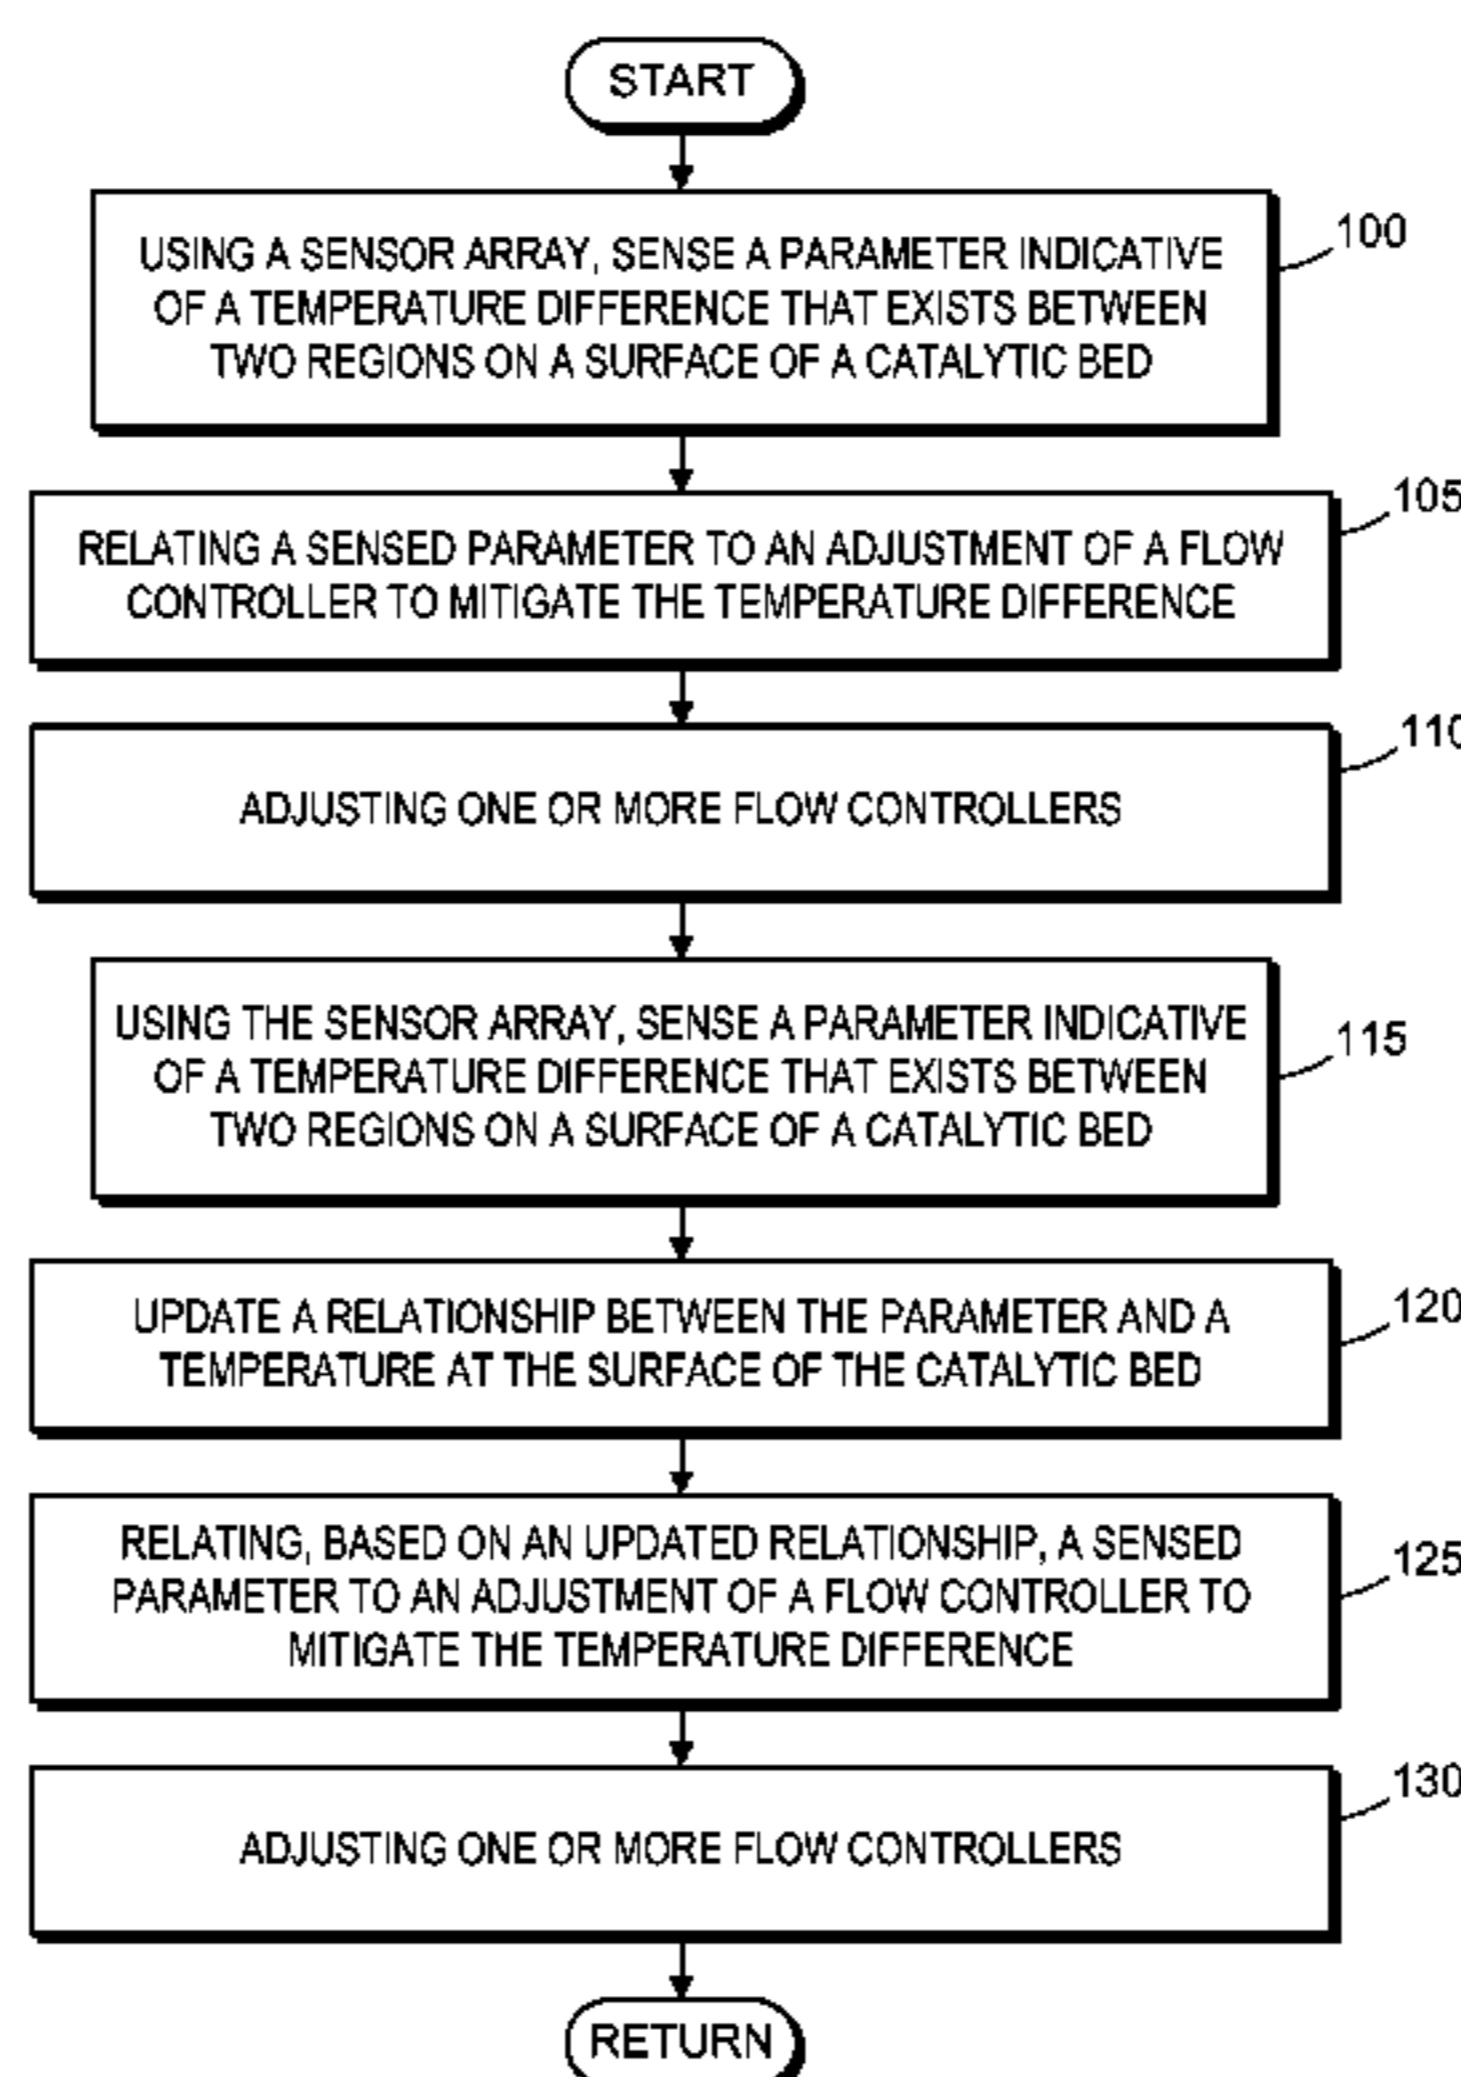 START
USING A SENSOR ARRAY, SENSE A PARAMETER INDICATIVE
OF A TEMPERATURE DIFFERENCE THAT EXISTS BETWEEN
TWO REGIONS ON A SURFACE OF A CATALYTIC BED
100
RELATING A SENSED PARAMETER TO AN ADJUSTMENT OF A FLOW
CONTROLLER TO MITIGATE THE TEMPERATURE DIFFERENCE
105
ADJUSTING ONE OR MORE FLOW CONTROLLERS
110
USING THE SENSOR ARRAY, SENSE A PARAMETER INDICATIVE
OF A TEMPERATURE DIFFERENCE THAT EXISTS BETWEEN
TWO REGIONS ON A SURFACE OF A CATALYTIC BED
115
UPDATE A RELATIONSHIP BETWEEN THE PARAMETER AND A
TEMPERATURE AT THE SURFACE OF THE CATALYTIC BED
120
RELATING, BASED ON AN UPDATED RELATIONSHIP, A SENSED
PARAMETER TO AN ADJUSTMENT OF A FLOW CONTROLLER TO
MITIGATE THE TEMPERATURE DIFFERENCE
125
ADJUSTING ONE OR MORE FLOW CONTROLLERS
130
RETURN